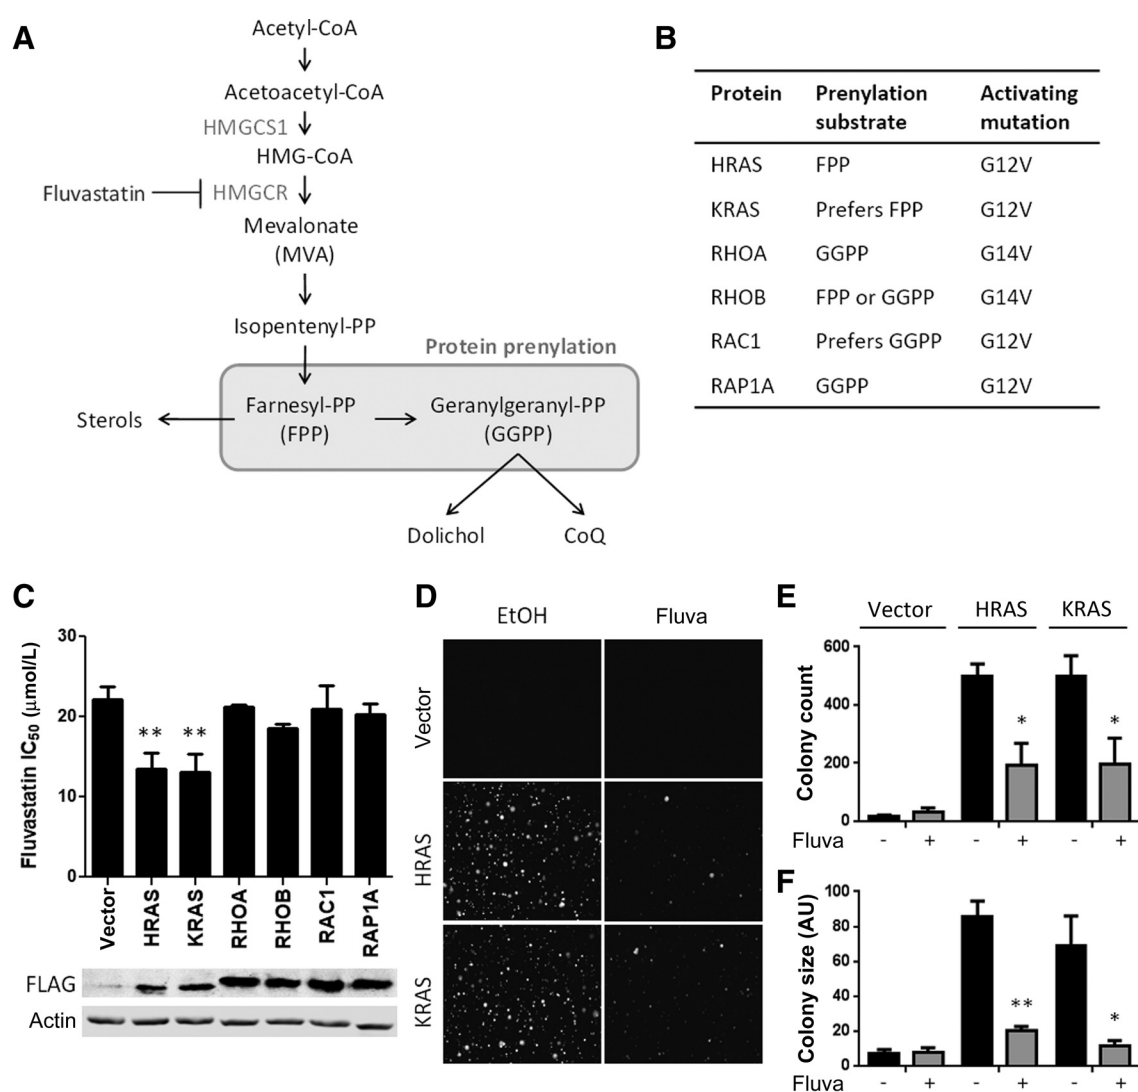 A
Acetyl-CoA
Acetoacetyl-CoA
HMGCS1
HMG-CoA
Fluvastatin
HMGCR
Mevalonate
(MVA)
Isopentenyl-PP
Protein prenylation
Sterols
Farnesyl-PP
(FPP)
Geranylgeranyl-PP
(GGPP)
Dolichol
CoQ
B
Protein Prenylation substrate Activating mutation
HRAS FPP G12V
KRAS Prefers FPP G12V
RHOA GGPP G14V
RHOB FPP or GGPP G14V
RAC1 Prefers GGPP G12V
RAP1A GGPP G12V
C
Fluvastatin IC50 (µmol/L)
30
20
10
0
** **
Vector HRAS KRAS RHOA RHOB RAC1 RAP1A
FLAG
Actin
D
EtOH Fluva
Vector
HRAS
KRAS
E
Vector HRAS KRAS
Colony count
600
400
200
0
* *
Fluva - + - + - +
F
Colony size (AU)
100
80
60
40
20
0
** *
Fluva - + - + - +